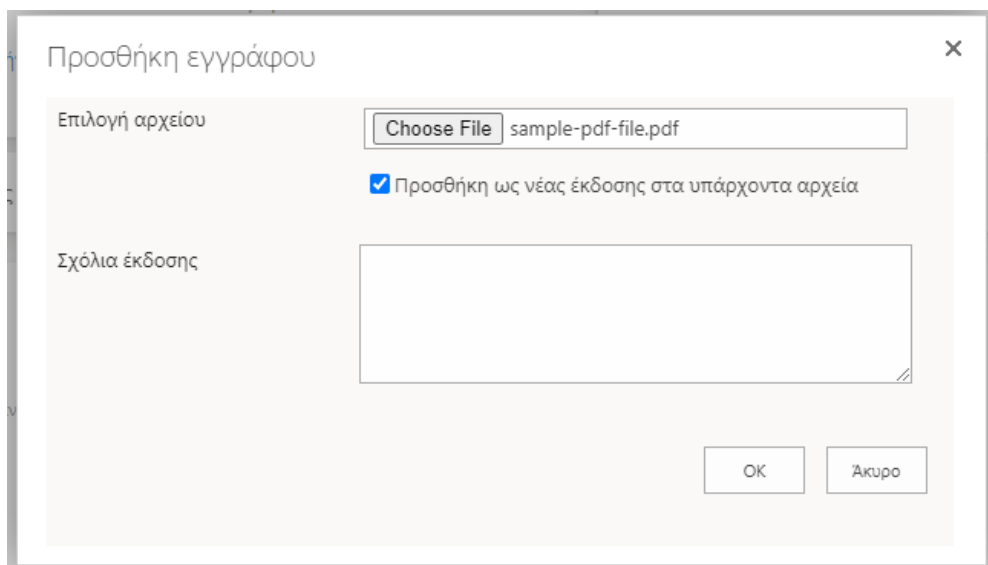 Προσθήκη εγγράφου
Επιλογή αρχείου
Choose File sample-pdf-file.pdf
Προσθήκη ως νέας έκδοσης στα υπάρχοντα αρχεία
Σχόλια έκδοσης
OK Άκυρο